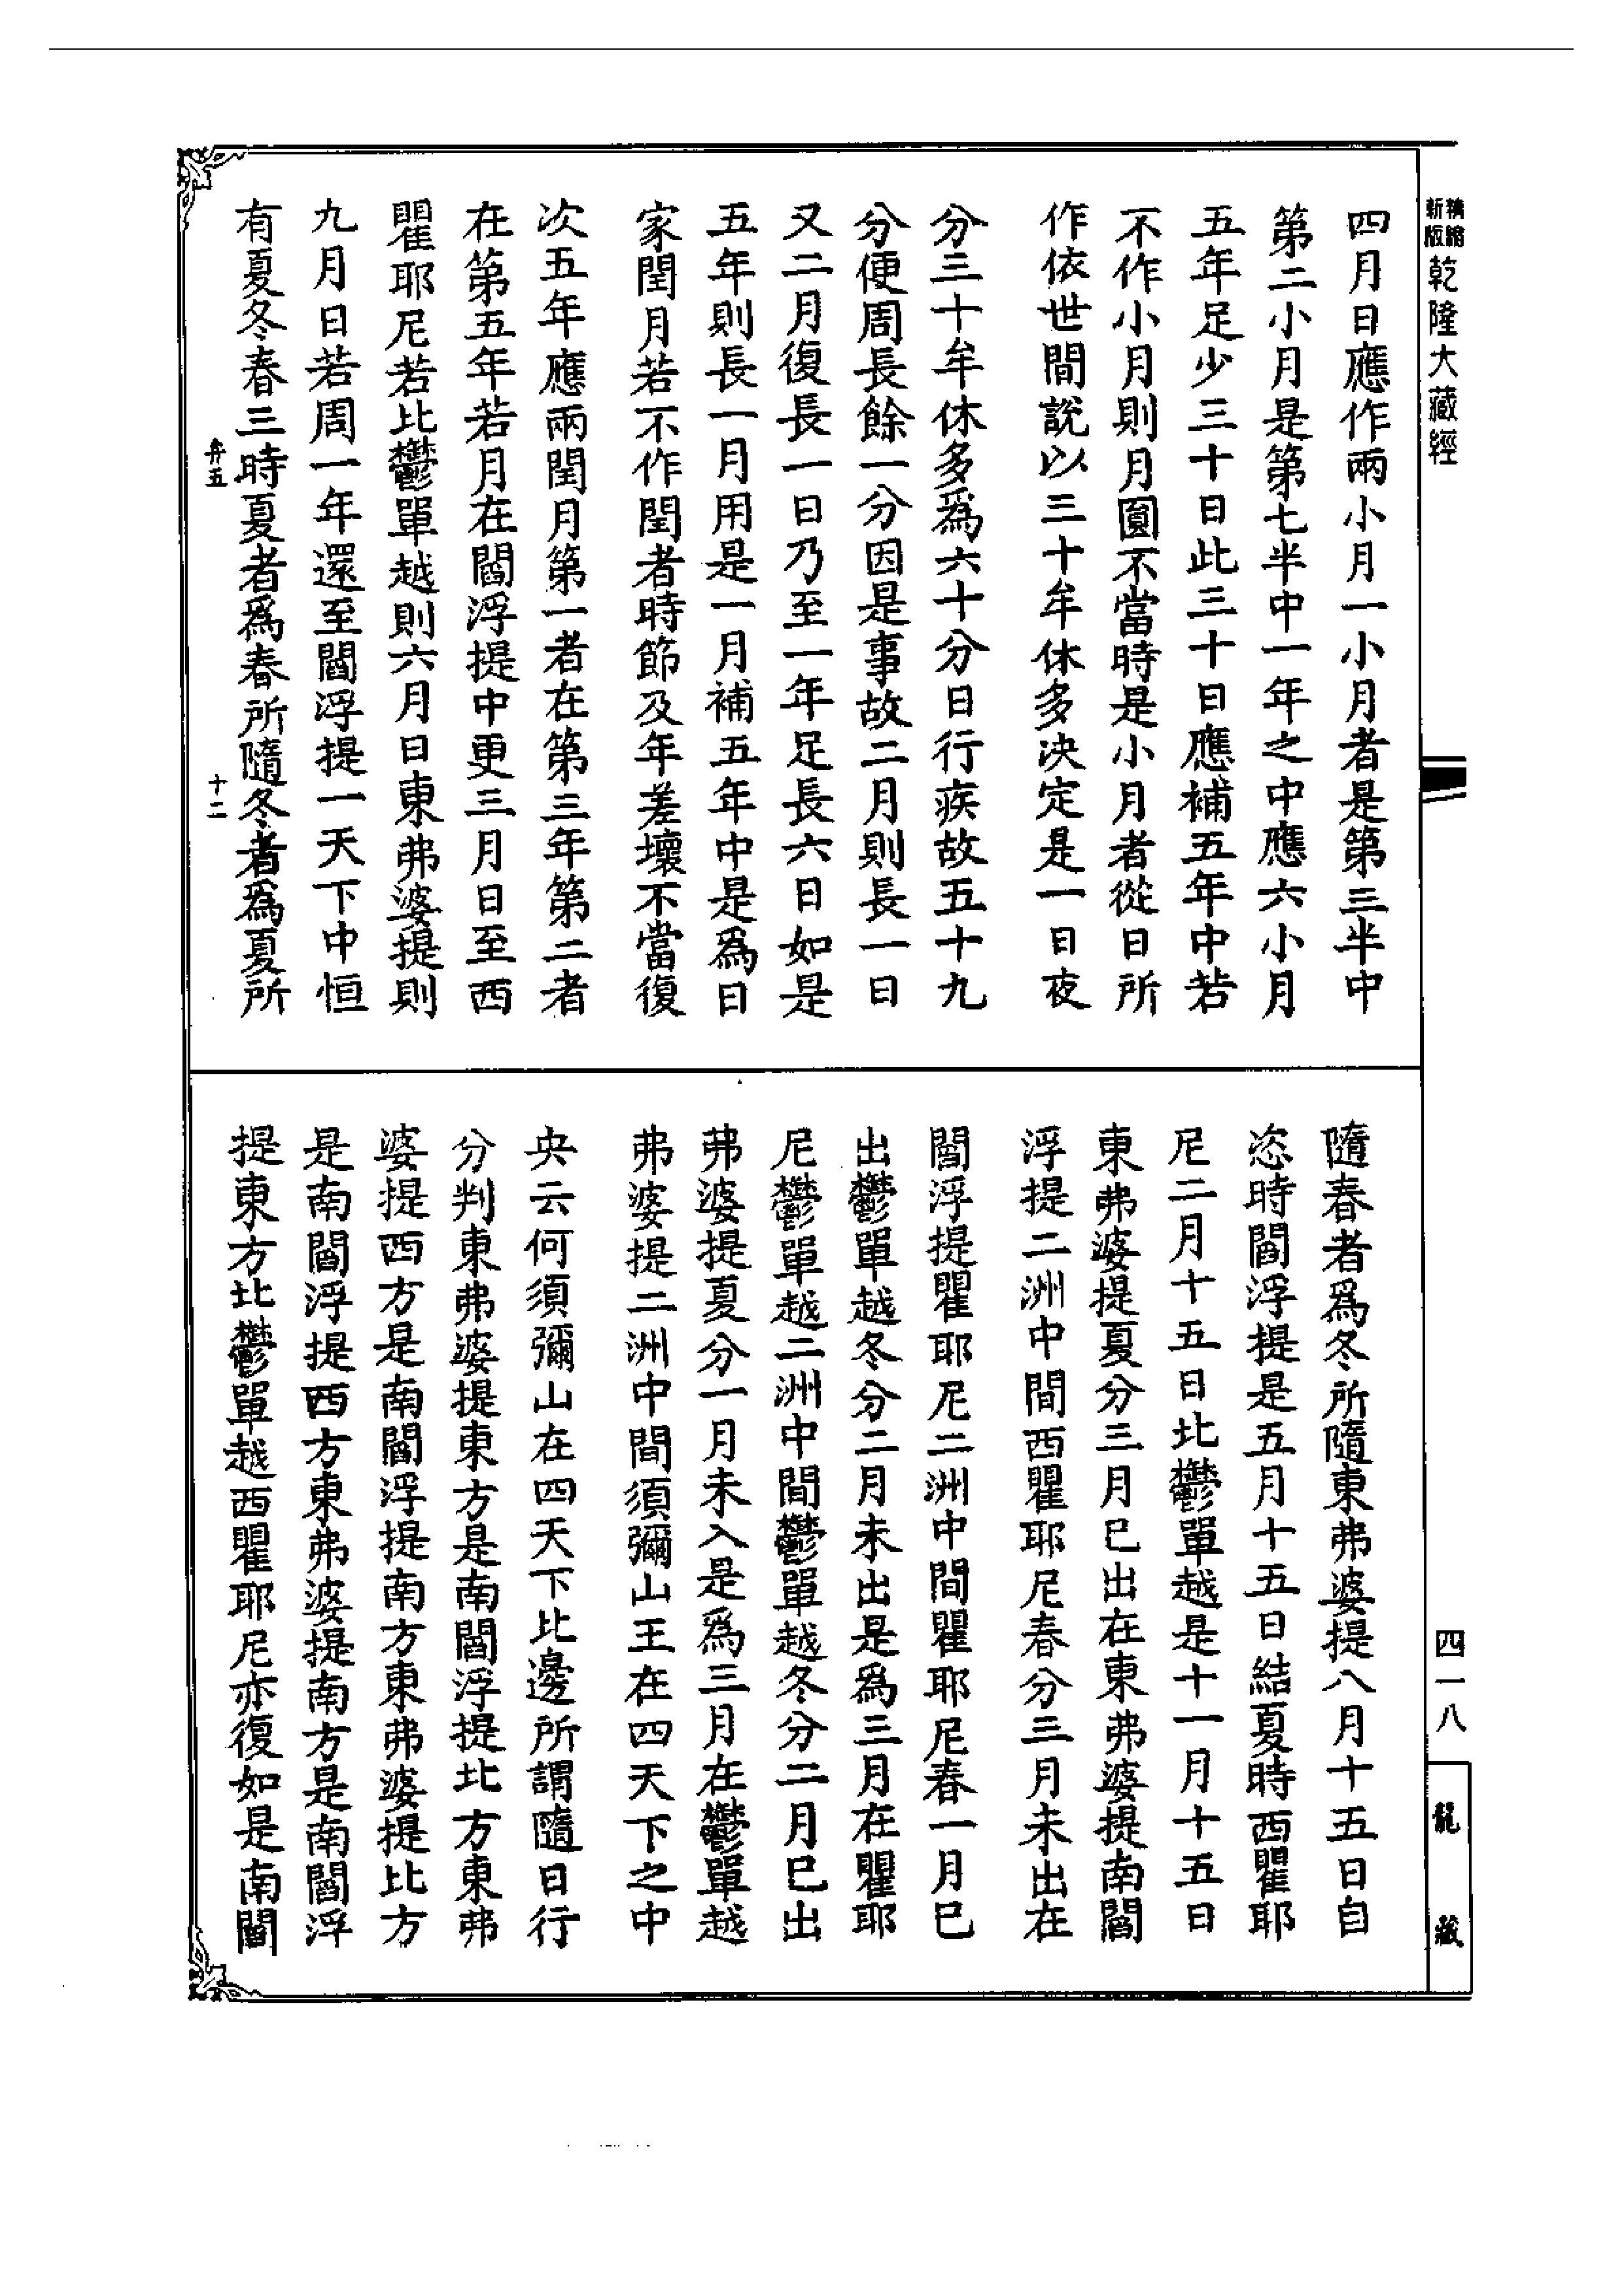 新版精縮乾隆大藏經
四月日應作兩小月一小月者是第三半中
第二小月是第七半中一年之中應六小月
五年足少三十日此三十日應補五年中若
不作小月則月圓不當時是小月者從日所
作依世間說以三十牟休多決定是一日夜
分三十牟休多爲六十分日行疾故五十九
分便周長餘一分因是事故二月則長一日
又二月復長一日乃至一年足長六日如是
五年則長一月用是一月補五年中是爲日
家閏月若不作閏者時節及年差壞不當復
次五年應兩閏月第一者在第三年第二者
在第五年若月在閻浮提中更三月日至西
瞿耶尼若比鬱單越則六月日東弗婆提則
九月日若周一年還至閻浮提一天下中恒
有夏冬春三時夏者爲春所隨冬者爲夏所
弁五
十二
隨春者爲冬所隨東弗婆提八月十五日自
恣時閻浮提是五月十五日結夏時西瞿耶
尼二月十五日北鬱單越是十一月十五日
東弗婆提夏分三月已出在東弗婆提南閻
浮提二洲中間西瞿耶尼春分三月未出在
閻浮提瞿耶尼二洲中間瞿耶尼春一月已
出鬱單越冬分二月未出是爲三月在瞿耶
尼鬱單越二洲中間鬱單越冬分二月已出
弗婆提夏分一月未入是爲三月在鬱單越
弗婆提二洲中間須彌山王在四天下之中
央云何須彌山在四天下北邊所謂隨日行
分判東弗婆提東方是南閻浮提北方東弗
婆提西方是南閻浮提南方東弗婆提北方
是南閻浮提西方東弗婆提南方是南閻浮
提東方北鬱單越西瞿耶尼亦復如是南閻
四一八
龍藏